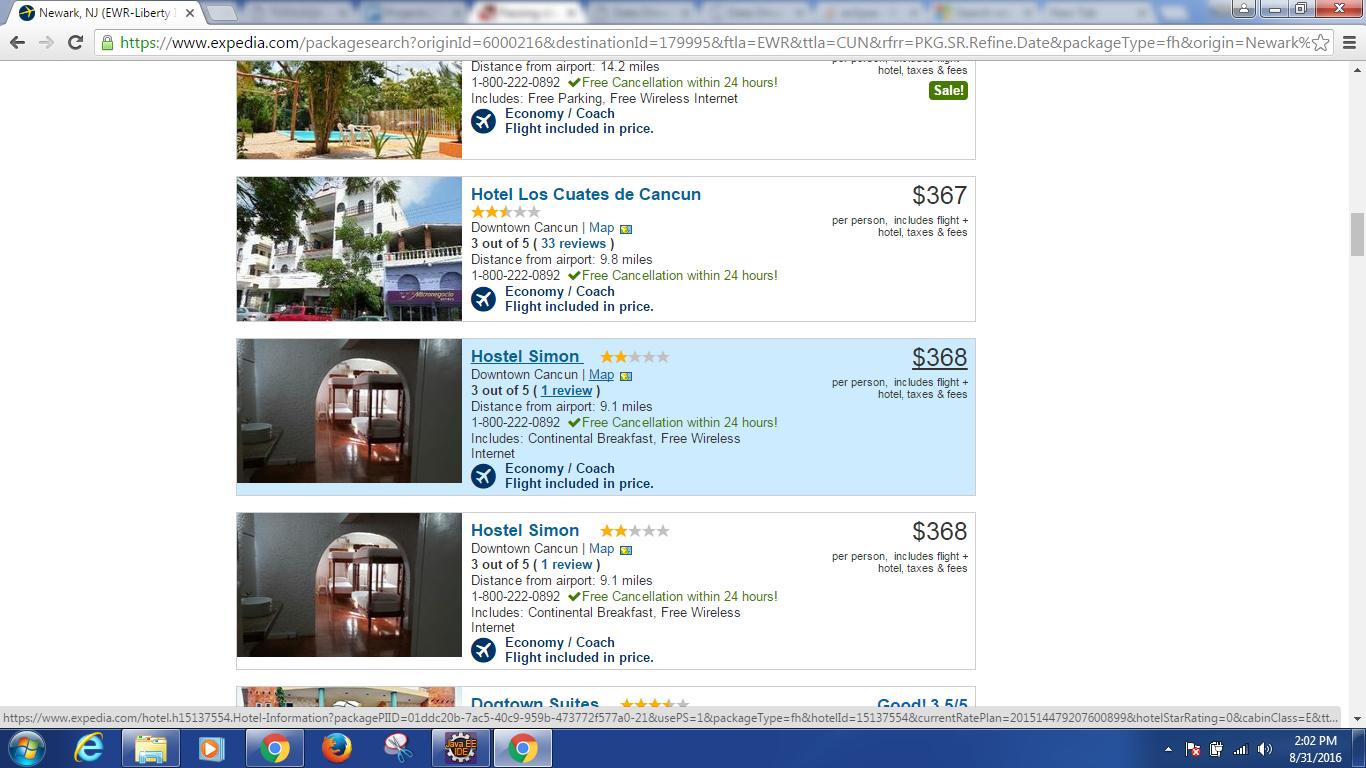 Newark, NJ (EWR-Liberty
https://www.expedia.com/packagesearch?originId=6000216&destinationId=179995&ftla=EWR&ttla=CUN&rfrr=PKG.SR.Refine.Date&packageType=fh&origin=Newark%
Distance from airport: 14.2 miles
1-800-222-0892 ✔Free Cancellation within 24 hours!
Includes: Free Parking, Free Wireless Internet
Economy / Coach
Flight included in price.
per person, includes flight +
hotel, taxes & fees
Sale!
Hotel Los Cuates de Cancun
Downtown Cancun | Map
3 out of 5 ( 33 reviews )
Distance from airport: 9.8 miles
1-800-222-0892 ✔Free Cancellation within 24 hours!
Economy / Coach
Flight included in price.
$367
per person, includes flight +
hotel, taxes & fees
Hostel Simon
Downtown Cancun | Map
3 out of 5 ( 1 review )
Distance from airport: 9.1 miles
1-800-222-0892 ✔Free Cancellation within 24 hours!
Includes: Continental Breakfast, Free Wireless
Internet
Economy / Coach
Flight included in price.
$368
per person, includes flight +
hotel, taxes & fees
Hostel Simon
Downtown Cancun | Map
3 out of 5 ( 1 review )
Distance from airport: 9.1 miles
1-800-222-0892 ✔Free Cancellation within 24 hours!
Includes: Continental Breakfast, Free Wireless
Internet
Economy / Coach
Flight included in price.
$368
per person, includes flight +
hotel, taxes & fees
Dogtown Suites
Good! 3.5/5
https://www.expedia.com/hotel.h15137554.Hotel-Information?packagePIID=01ddc20b-7ac5-40c9-959b-473772f577a0-21&usePS=1&packageType=fh&hotelId=15137554&currentRatePlan=201514479207600899&hotelStarRating=0&cabinClass=E&tt...
Java EE
IDE
2:02 PM
8/31/2016